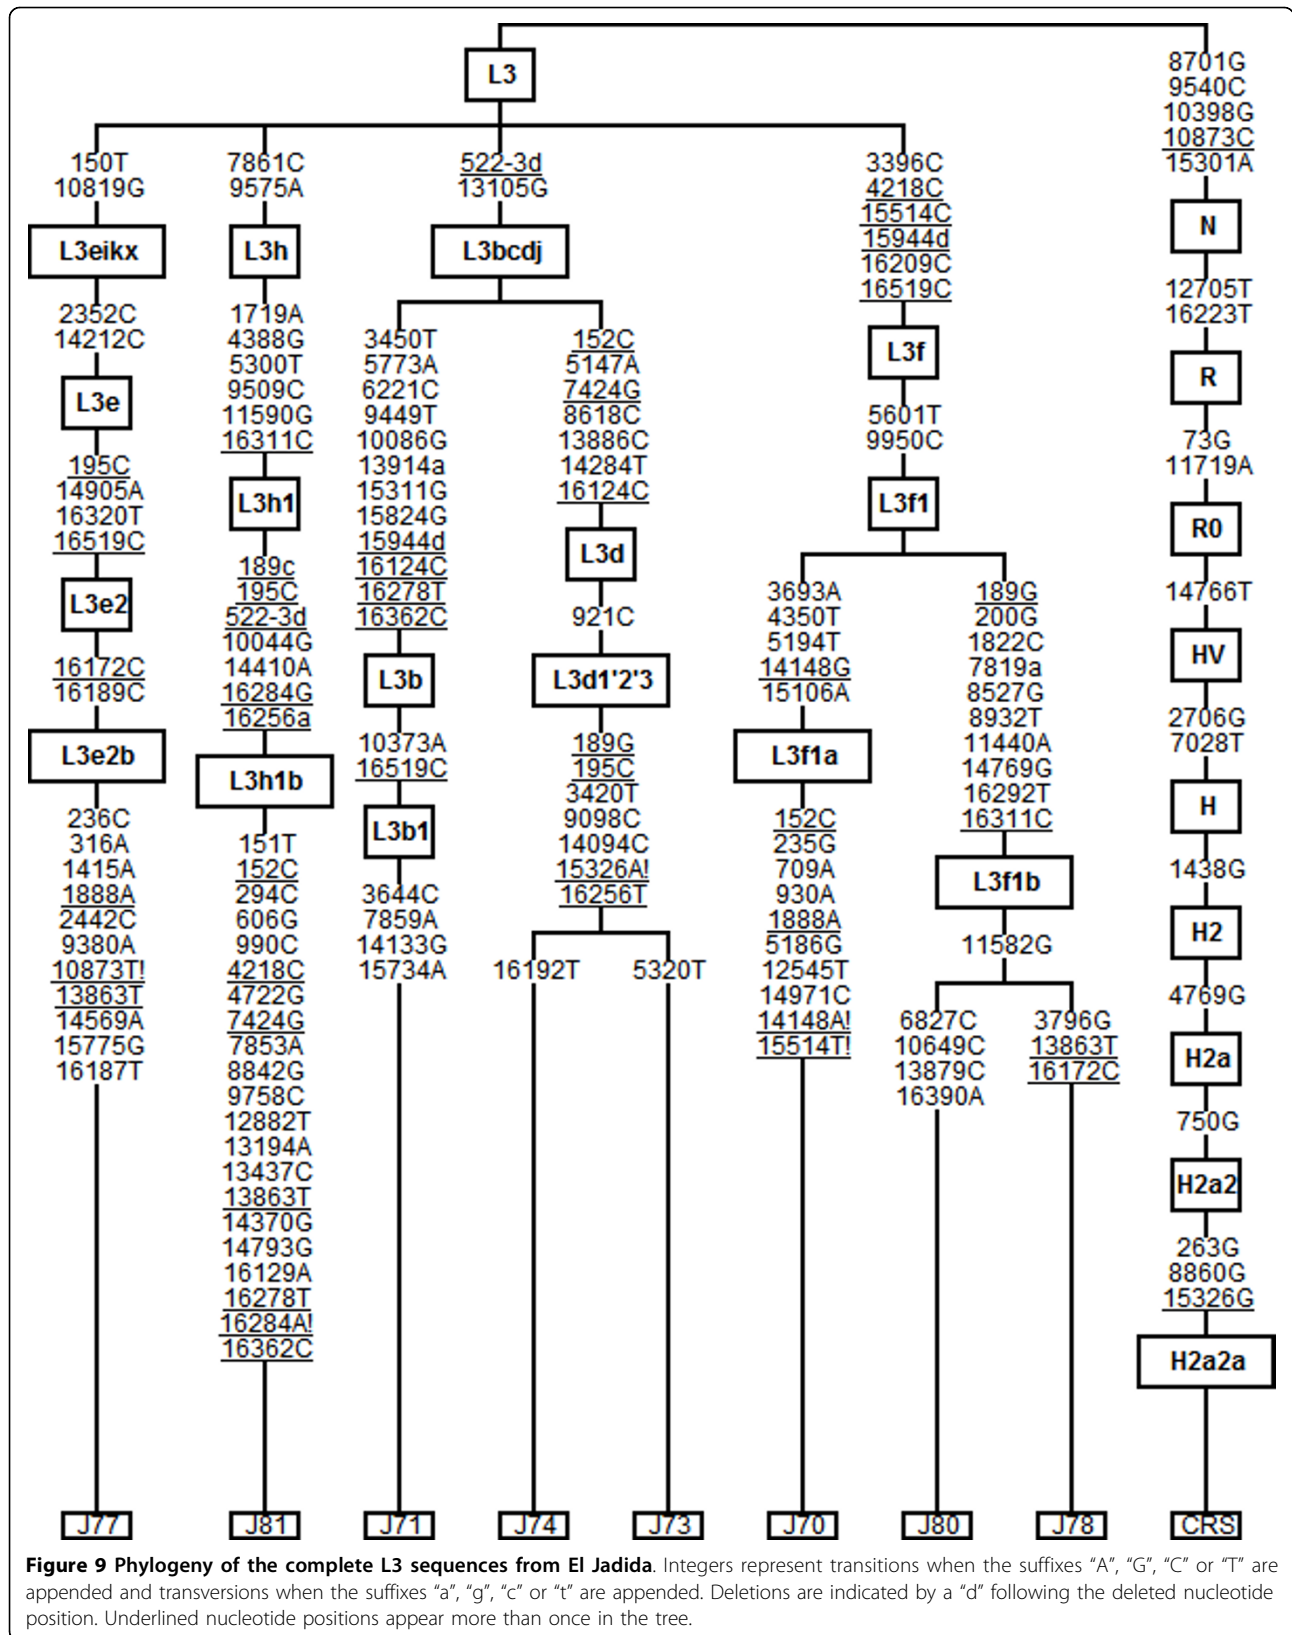 L3
8701G
9540C
10398G
10873C
15301A
150T
10819G
7861C
9575A
522-3d
13105G
3396C
4218C
15514C
15944d
16209C
16519C
L3eikx
L3h
L3bcdj
N
2352C
14212C
1719A
4388G
5300T
9509C
11590G
16311C
3450T
5773A
6221C
9449T
10086G
13914a
15311G
15824G
15944d
16124C
16278T
16362C
152C
5147A
7424G
8618C
13886C
14284T
16124C
L3f
12705T
16223T
L3e
5601T
9950C
R
195C
14905A
16320T
16519C
L3h1
L3d
L3f1
73G
11719A
R0
L3e2
189c
195C
522-3d
10044G
14410A
16284G
16256a
921C
3693A
4350T
5194T
14148G
15106A
189G
200G
1822C
7819a
8527G
8932T
11440A
14769G
16292T
16311C
14766T
HV
16172C
16189C
L3b
L3d1'2'3
2706G
7028T
L3e2b
L3h1b
10373A
16519C
189G
195C
3420T
9098C
14094C
15326A!
16256T
L3f1a
H
236C
316A
1415A
1888A
2442C
9380A
10873T!
13863T
14569A
15775G
16187T
151T
152C
294C
606G
990C
4218C
4722G
7424G
7853A
8842G
9758C
12882T
13194A
13437C
13863T
14370G
14793G
16129A
16278T
16284A!
16362C
L3b1
3644C
7859A
14133G
15734A
16192T
5320T
152C
235G
709A
930A
1888A
5186G
12545T
14971C
14148A!
15514T!
L3f1b
11582G
6827C
10649C
13879C
16390A
3796G
13863T
16172C
1438G
H2
4769G
H2a
750G
H2a2
263G
8860G
15326G
H2a2a
J77
J81
J71
J74
J73
J70
J80
J78
CRS
Figure 9 Phylogeny of the complete L3 sequences from El Jadida. Integers represent transitions when the suffixes “A”, “G”, “C” or “T” are
appended and transversions when the suffixes “a”, “g”, “c” or “t” are appended. Deletions are indicated by a “d” following the deleted nucleotide
position. Underlined nucleotide positions appear more than once in the tree.